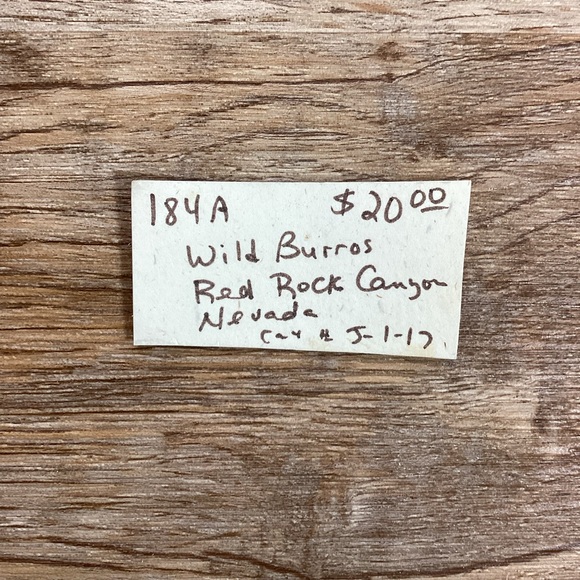 184A $20.00
Wild Burros
Red Rock Canyon
Nevada
Cat # J-1-17